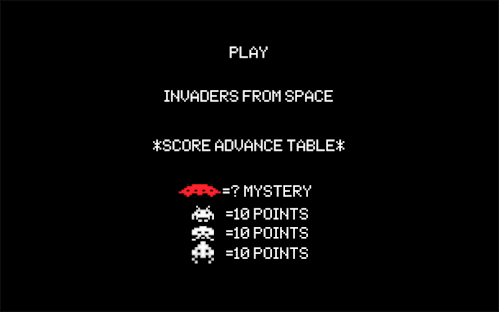 PLAY
INVADERS FROM SPACE
*SCORE ADVANCE TABLE*
=? MYSTERY
=10 POINTS
=10 POINTS
=10 POINTS